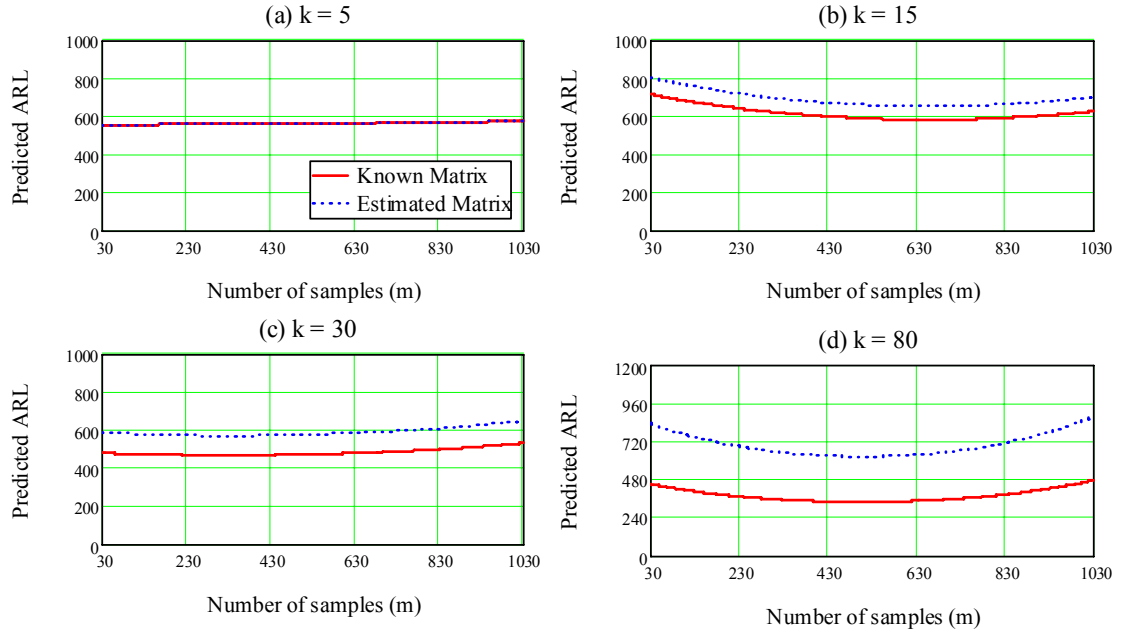 (a) k = 5
Predicted ARL
1000
800
600
400
200
0
Known Matrix
Estimated Matrix
30 230 430 630 830 1030
Number of samples (m)
(b) k = 15
Predicted ARL
1000
800
600
400
200
0
30 230 430 630 830 1030
Number of samples (m)
(c) k = 30
Predicted ARL
1000
800
600
400
200
0
30 230 430 630 830 1030
Number of samples (m)
(d) k = 80
Predicted ARL
1200
960
720
480
240
0
30 230 430 630 830 1030
Number of samples (m)